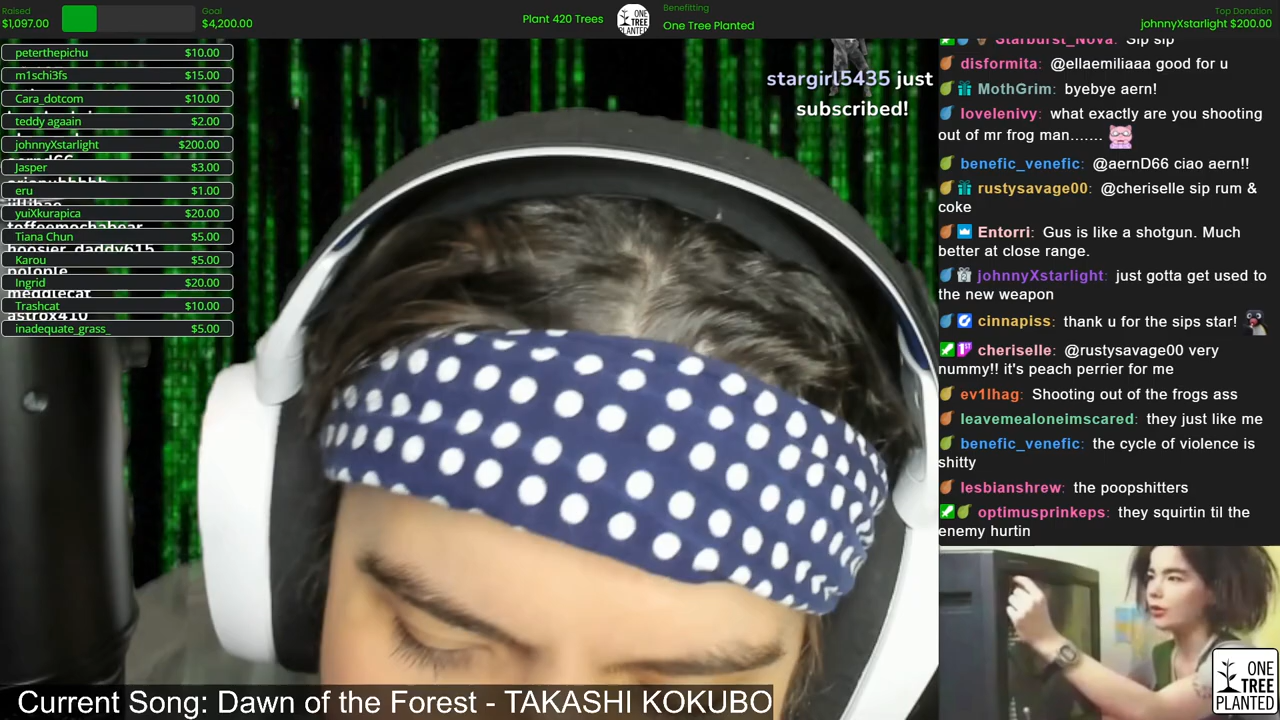 Raised
$1,097.00
Goal
$4,200.00
Plant 420 Trees
ONE
TREE
PLANTED
Benefitting
One Tree Planted
Top Donation
johnnyXstarlight $200.00
peterthepichu $10.00
m1schi3fs $15.00
Cara_dotcom $10.00
teddy agaain $2.00
johnnyXstarlight $200.00
Jasper $3.00
eru $1.00
yuiXkurapica $20.00
toffeemochabear
Tiana Chun $5.00
hoosier_daddy615
Karou $5.00
Ingrid $20.00
meddlecat
Trashcat $10.00
astrox410
inadequate_grass_ $5.00
stargirl5435 just
subscribed!
Starburst_Nova: Sip sip
disformita: @ellaemiliaaa good for u
MothGrim: byebye aern!
lovelenivy: what exactly are you shooting
out of mr frog man.......
benefic_venefic: @aernD66 ciao aern!!
rustysavage00: @cheriselle sip rum &
coke
Entorri: Gus is like a shotgun. Much
better at close range.
johnnyXstarlight: just gotta get used to
the new weapon
cinnapiss: thank u for the sips star!
cheriselle: @rustysavage00 very
nummy!! it's peach perrier for me
ev1lhag: Shooting out of the frogs ass
leavemealoneimscared: they just like me
benefic_venefic: the cycle of violence is
shitty
lesbianshrew: the poopshitters
optimusprinkeps: they squirtin til the
enemy hurtin
Current Song: Dawn of the Forest - TAKASHI KOKUBO
ONE
TREE
PLANTED